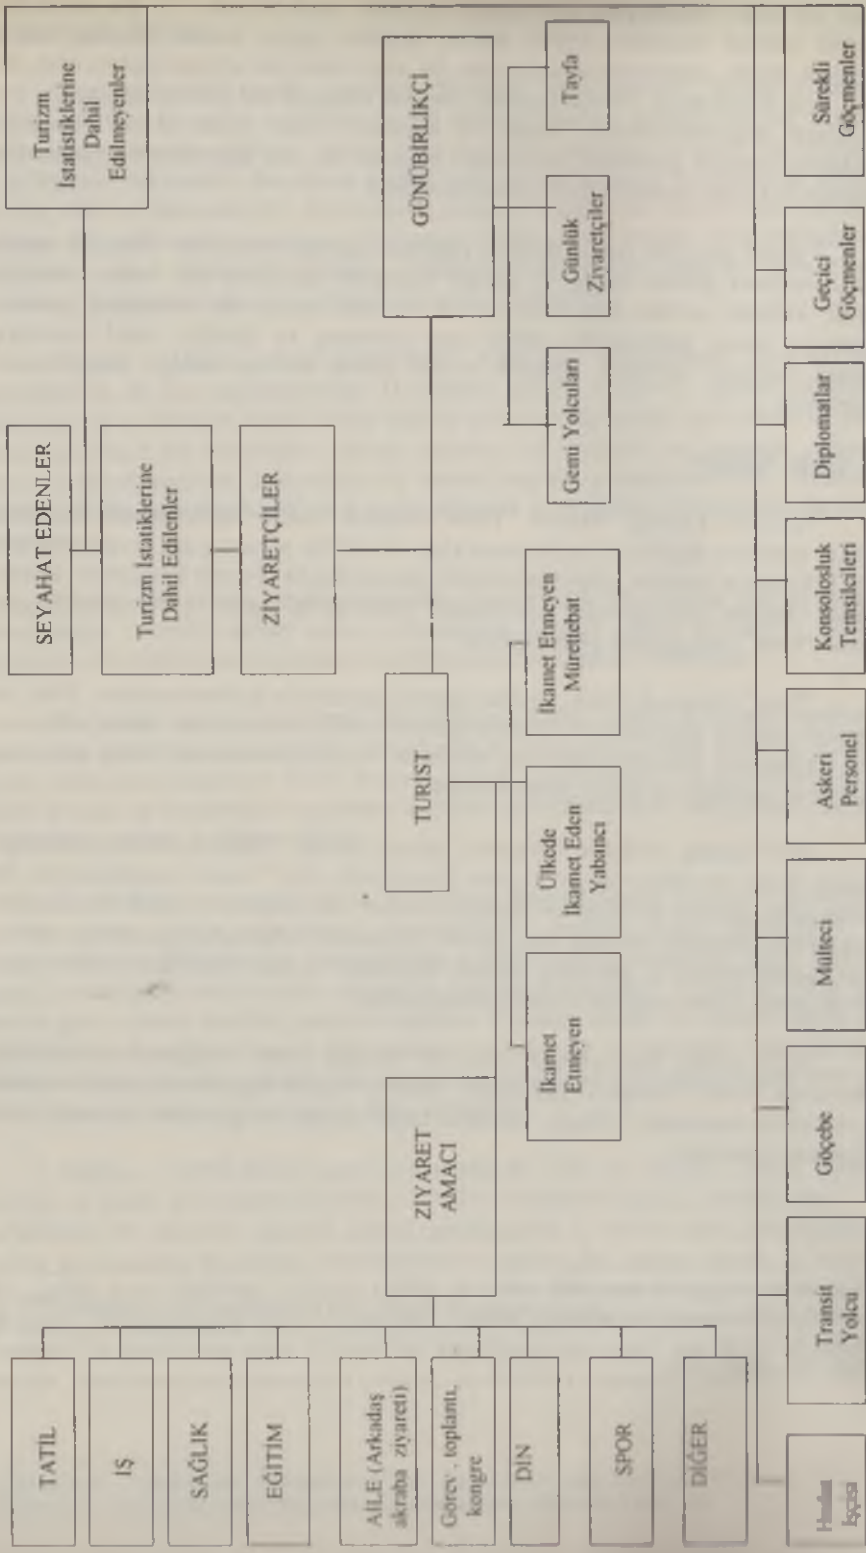 SEYAHAT EDENLER
Turizm İstatiklerine
Dahil Edilenler
Turizm
İstatistiklerine
Dahil
Edilmeyenler
ZİYARETÇİLER
ZİYARET
AMACI
TURİST
GÜNÜBİRLİKÇİ
TATİL
İŞ
SAĞLIK
EĞİTİM
AİLE (Arkadaş
akraba ziyareti)
Görev, toplantı,
kongre
DİN
SPOR
DİĞER
İkamet
Etmeyen
Ülkede
İkamet Eden
Yabancı
İkamet Etmeyen
Mürettebat
Gemi Yolcuları
Günlük
Ziyaretçiler
Tayfa
İşçisi
Transit
Yolcu
Göçebe
Mülteci
Askeri
Personel
Konsolosluk
Temsilcileri
Diplomatlar
Geçici
Göçmenler
Sürekli
Göçmenler